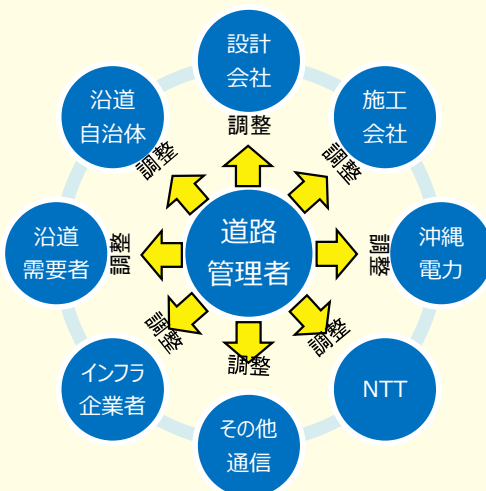 設計
会社
調整
施工
会社
調整
沖縄
電力
調整
NTT
調整
その他
通信
調整
インフラ
企業者
調整
沿道
需要者
調整
沿道
自治体
調整
道路
管理者